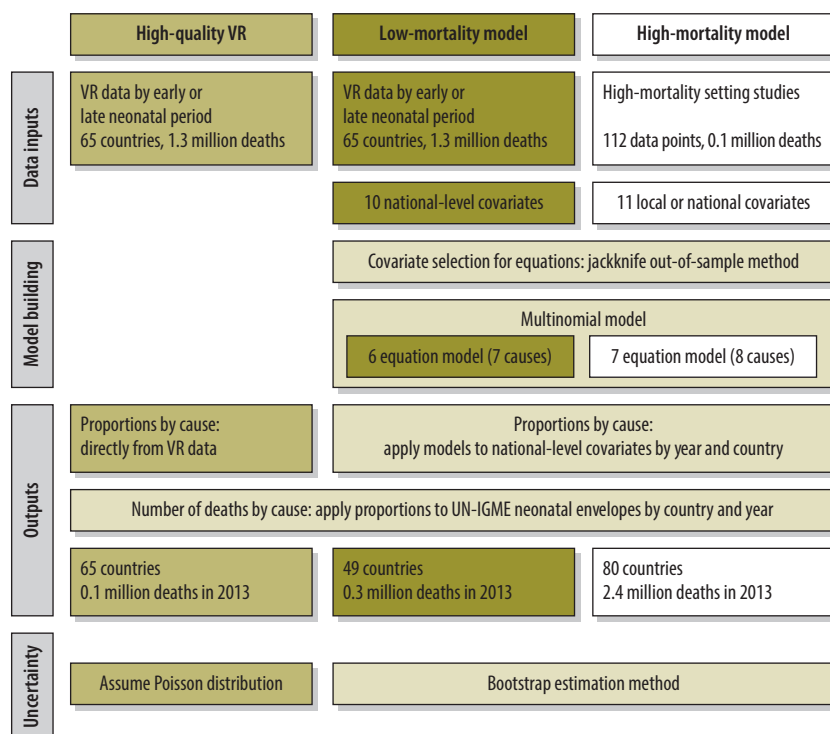 High-quality VR
Low-mortality model
High-mortality model
Data inputs
VR data by early or
late neonatal period
65 countries, 1.3 million deaths
VR data by early or
late neonatal period
65 countries, 1.3 million deaths
High-mortality setting studies
112 data points, 0.1 million deaths
10 national-level covariates
11 local or national covariates
Model building
Covariate selection for equations: jackknife out-of-sample method
Multinomial model
6 equation model (7 causes)
7 equation model (8 causes)
Outputs
Proportions by cause:
directly from VR data
Proportions by cause:
apply models to national-level covariates by year and country
Number of deaths by cause: apply proportions to UN-IGME neonatal envelopes by country and year
65 countries
0.1 million deaths in 2013
49 countries
0.3 million deaths in 2013
80 countries
2.4 million deaths in 2013
Uncertainty
Assume Poisson distribution
Bootstrap estimation method